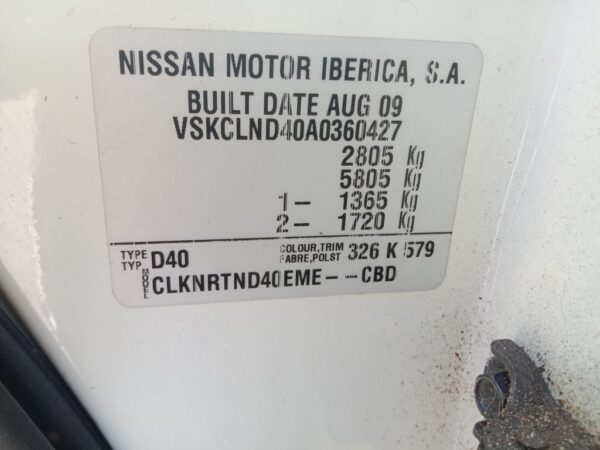 NISSAN MOTOR IBERICA, S.A.
BUILT DATE AUG 09
VSKCLND40A0360427
2805 Kg
5805 Kg
1- 1365 Kg
2- 1720 Kg
TYPE TYP D40 COLOUR,TRIM FABRE,POLST 326 K 579
MODEL CLKNRTND40EME- -CBD